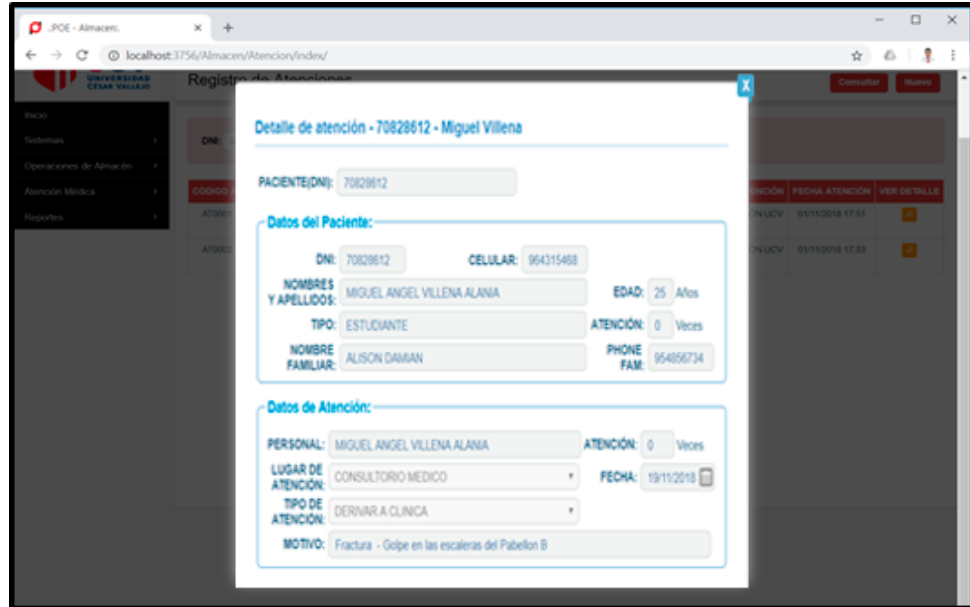 .:POE - Almacen:.
localhost:3756/Almacen/Atencion/index/
UNIVERSIDAD
CESAR VALLEJO
Registro de Atenciones
Consultar
Nuevo
Inicio
Sistemas
Operaciones de Almacén
Atención Médica
Reportes
DNI:
CÓDIGO
FECHA ATENCIÓN
VER DETALLE
AT0001
UCV
01/11/2018 17:51
AT0002
UCV
01/11/2018 17:53
X
Detalle de atención - 70828612 - Miguel Villena
PACIENTE(DNI): 70828612
Datos del Paciente:
DNI: 70828612 CELULAR: 964315468
NOMBRES
Y APELLIDOS: MIGUEL ANGEL VILLENA ALANIA EDAD: 25 Años
TIPO: ESTUDIANTE ATENCIÓN: 0 Veces
NOMBRE
FAMILIAR: ALISON DAMIAN PHONE
FAM: 954856734
Datos de Atención:
PERSONAL: MIGUEL ANGEL VILLENA ALANIA ATENCIÓN: 0 Veces
LUGAR DE
ATENCIÓN: CONSULTORIO MEDICO FECHA: 19/11/2018
TIPO DE
ATENCIÓN: DERIVAR A CLINICA
MOTIVO: Fractura - Golpe en las escaleras del Pabellon B